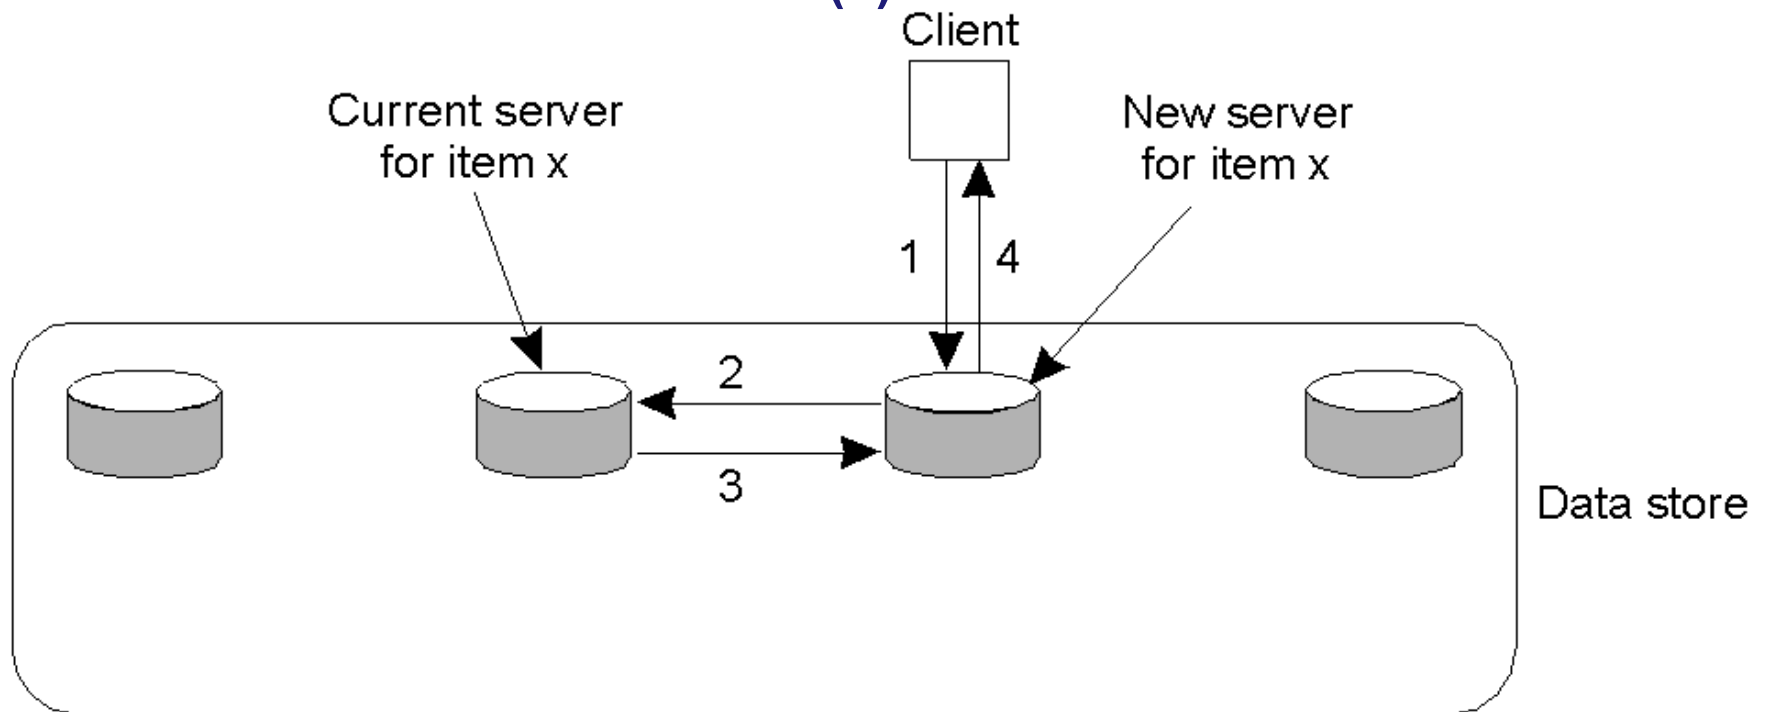 Client
Current server
for item x
New server
for item x
1
4
2
3
Data store